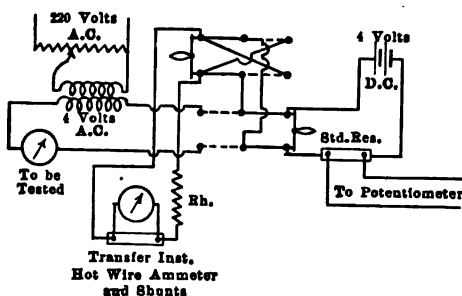 220 Volts
A.C.
4 Volts
A.C.
4 Volts
D.C.
Std.Res.
To be
Tested
Rh.
To Potentiometer
Transfer Inst.
Hot Wire Ammeter
and Shunts